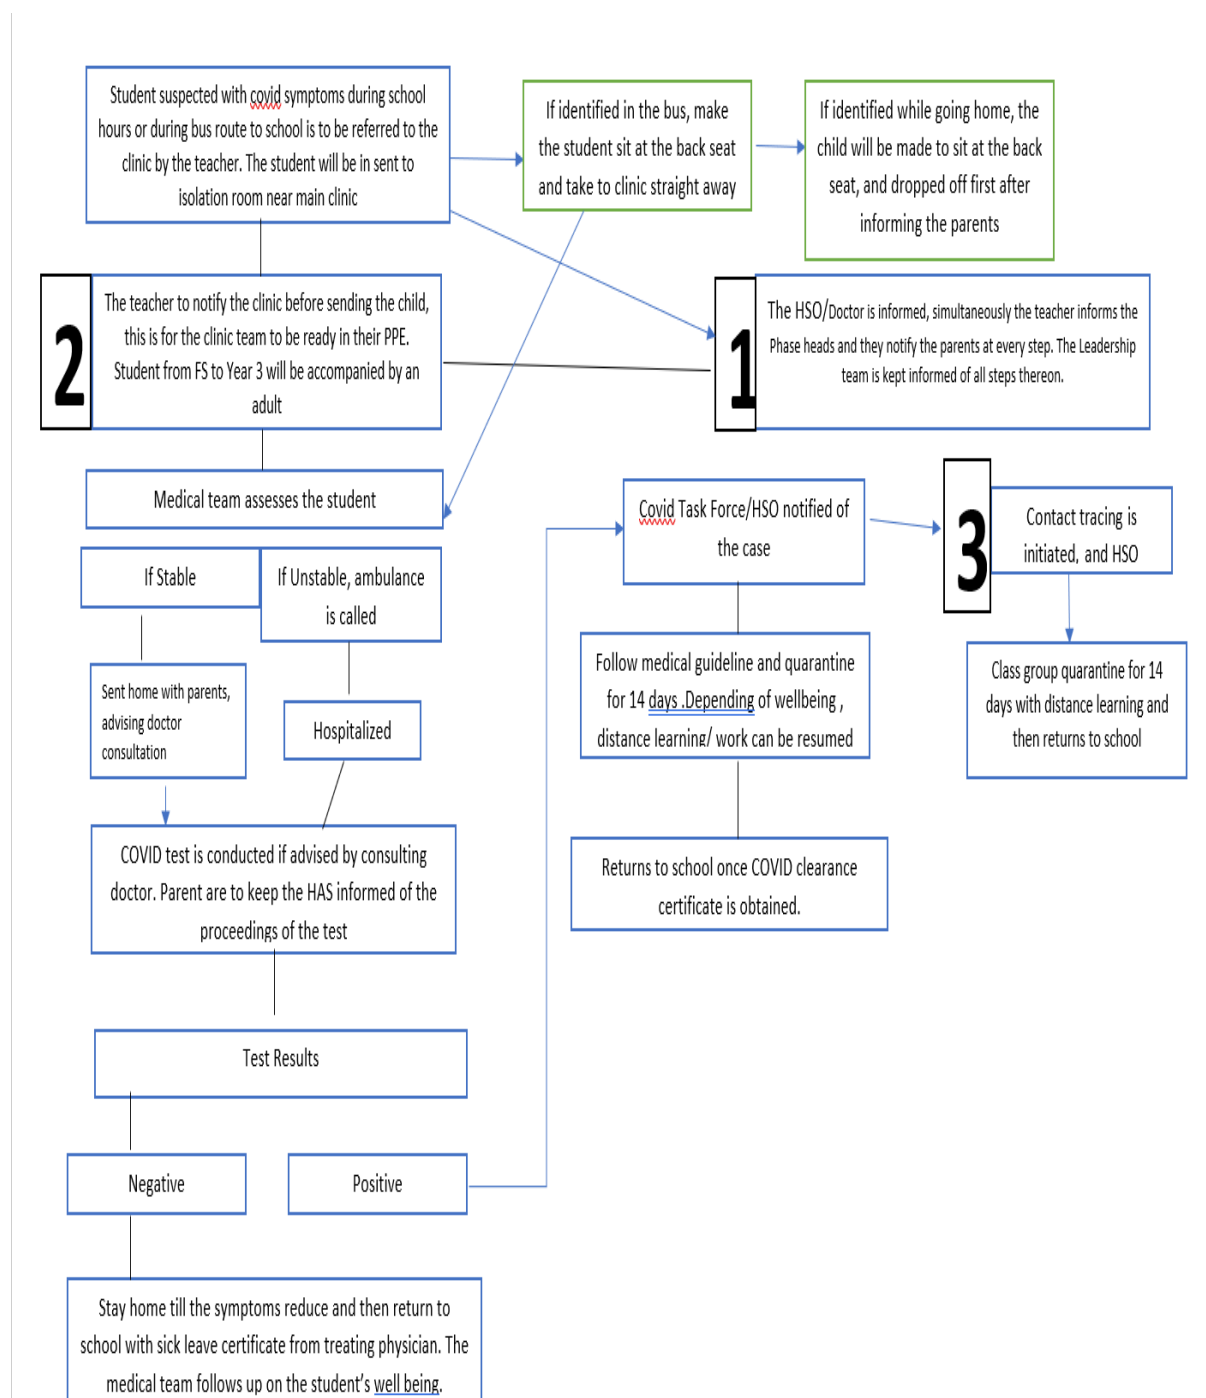 Student suspected with covid symptoms during school
hours or during bus route to school is to be referred to the
clinic by the teacher. The student will be in sent to
isolation room near main clinic
If identified in the bus, make
the student sit at the back seat
and take to clinic straight away
If identified while going home, the
child will be made to sit at the back
seat, and dropped off first after
informing the parents
2
The teacher to notify the clinic before sending the child,
this is for the clinic team to be ready in their PPE.
Student from FS to Year 3 will be accompanied by an
adult
1
The HSO/Doctor is informed, simultaneously the teacher informs the
Phase heads and they notify the parents at every step. The Leadership
team is kept informed of all steps thereon.
Medical team assesses the student
If Stable
If Unstable, ambulance
is called
Sent home with parents,
advising doctor
consultation
Hospitalized
COVID test is conducted if advised by consulting
doctor. Parent are to keep the HAS informed of the
proceedings of the test
Test Results
Negative
Positive
Stay home till the symptoms reduce and then return to
school with sick leave certificate from treating physician. The
medical team follows up on the student's well being.
Covid Task Force/HSO notified of
the case
Follow medical guideline and quarantine
for 14 days .Depending of wellbeing ,
distance learning/ work can be resumed
Returns to school once COVID clearance
certificate is obtained.
3
Contact tracing is
initiated, and HSO
Class group quarantine for 14
days with distance learning and
then returns to school